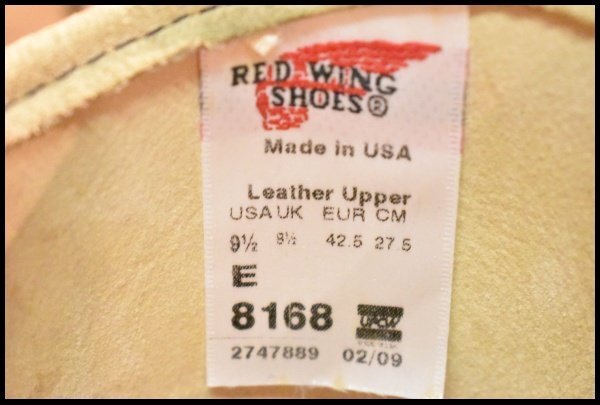 RED WING
SHOES®
Made in USA
Leather Upper
USA UK EUR CM
9½ 8½ 42.5 27.5
E
8168
UFCW
2747889 02/09